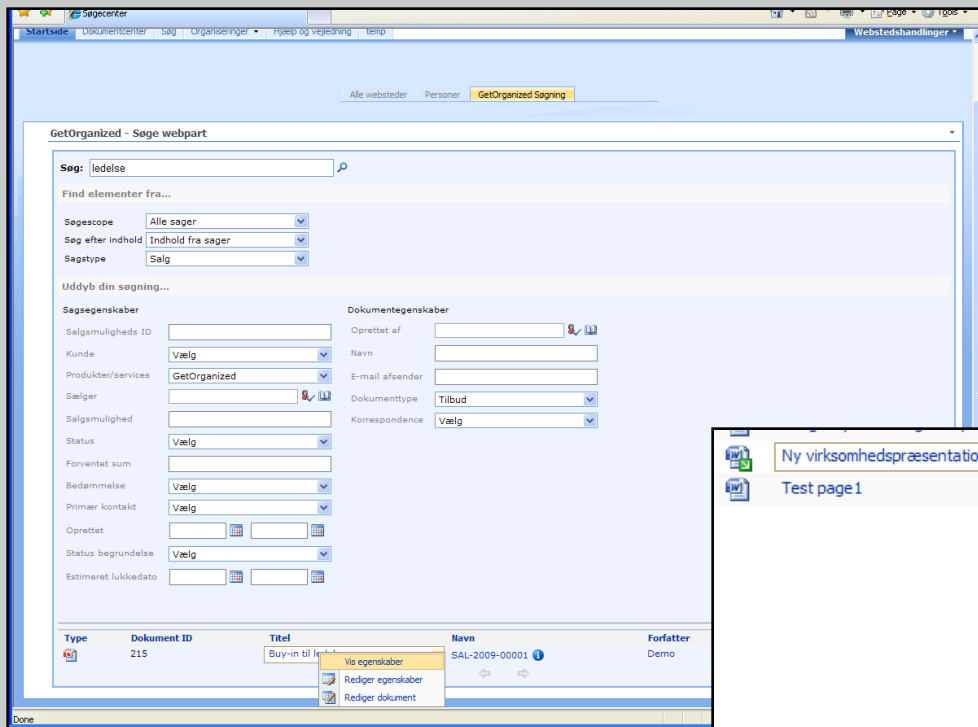 Søgecenter
Page Tools
Startside Dokumentcenter Søg Organiseringer Hjælp og vejledning temp Webstedshandlinger
Alle websteder Personer GetOrganized Søgning
GetOrganized - Søge webpart
Søg: ledelse
Find elementer fra...
Søgescope Alle sager
Søg efter indhold Indhold fra sager
Sagstype Salg
Uddyb din søgning...
Sagsegenskaber Dokumentegenskaber
Salgsmuligheds ID Oprettet af
Kunde Vælg Navn
Produkter/services GetOrganized E-mail afsender
Sælger Dokumenttype Tilbud
Salgsmulighed Korrespondence Vælg
Status Vælg
Forventet sum
Bedømmelse Vælg
Primær kontakt Vælg
Oprettet
Status begrundelse Vælg
Estimeret lukkedato
Type Dokument ID Titel Navn Forfatter
215 Buy-in til SAL-2009-00001 Demo
Vis egenskaber
Rediger egenskaber
Rediger dokument
Done
Ny virksomhedspræsentatio
Test page1